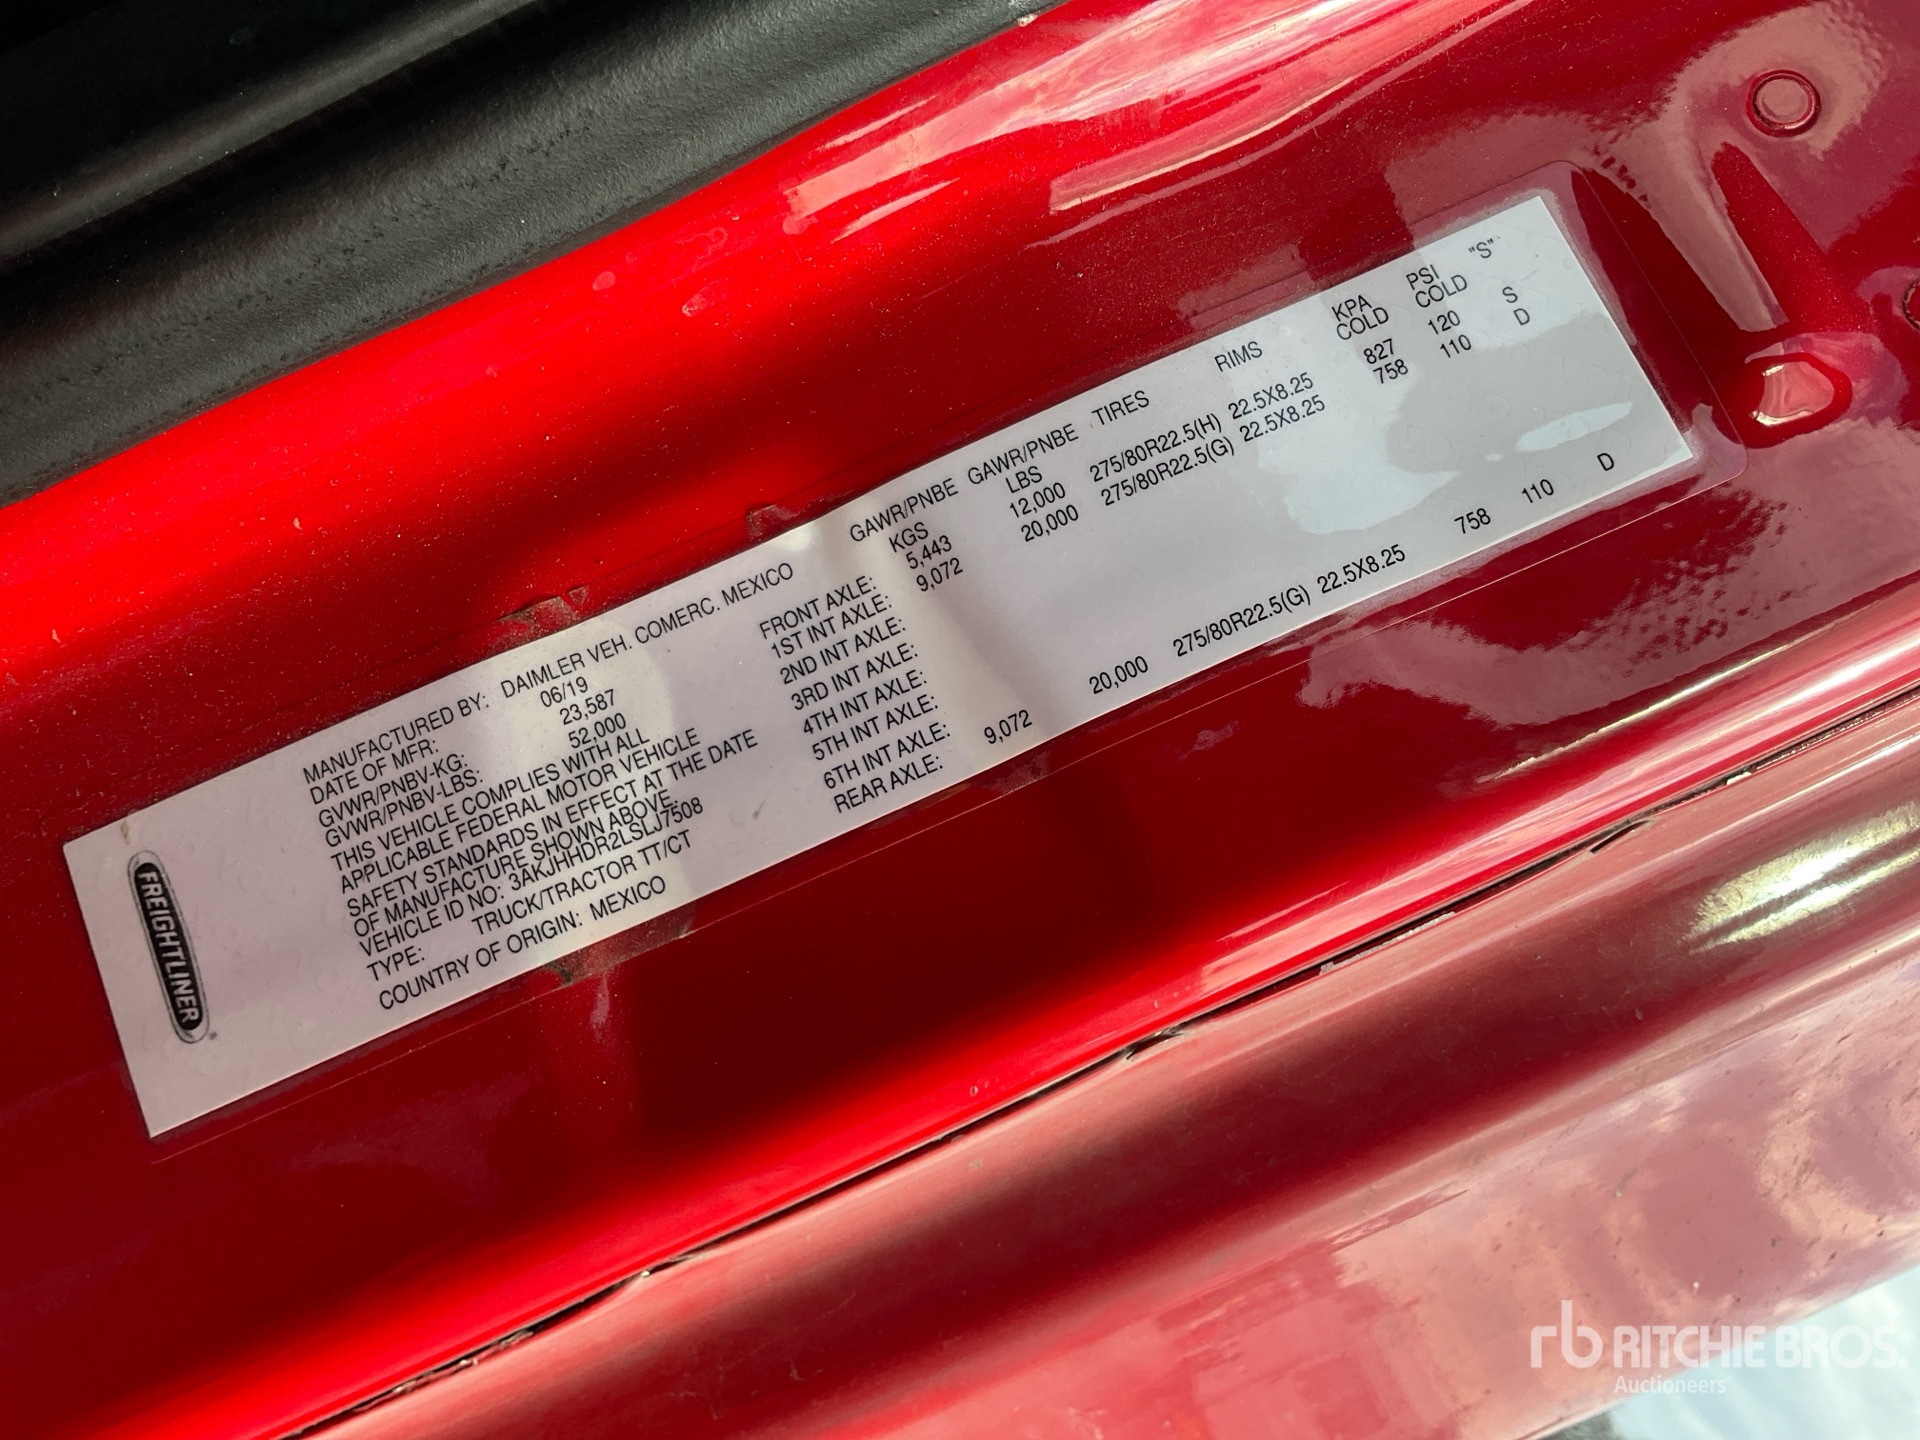 FREIGHTLINER
MANUFACTURED BY: DAIMLER VEH. COMERC. MEXICO
DATE OF MFR: 06/19
GVWR/PNBV-KG: 23,587
GVWR/PNBV-LBS: 52,000
THIS VEHICLE COMPLIES WITH ALL
APPLICABLE FEDERAL MOTOR VEHICLE
SAFETY STANDARDS IN EFFECT AT THE DATE
OF MANUFACTURE SHOWN ABOVE.
VEHICLE ID NO: 3AKJHHDR2LSLJ7508
TYPE: TRUCK/TRACTOR TT/CT
COUNTRY OF ORIGIN: MEXICO
GAWR/PNBE GAWR/PNBE TIRES RIMS KPA PSI "S"
KGS LBS COLD COLD
FRONT AXLE: 5,443 12,000 275/80R22.5(H) 22.5X8.25 827 120 S
1ST INT AXLE: 9,072 20,000 275/80R22.5(G) 22.5X8.25 758 110 D
2ND INT AXLE:
3RD INT AXLE:
4TH INT AXLE:
5TH INT AXLE:
6TH INT AXLE:
REAR AXLE: 9,072 20,000 275/80R22.5(G) 22.5X8.25 758 110 D
rb RITCHIE BROS.
Auctioneers